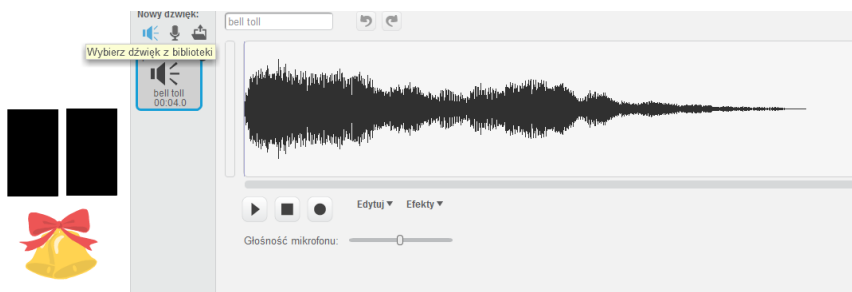 Nowy dźwięk:
bell toll
Wybierz dźwięk z biblioteki
bell toll
00:04.0
Edytuj Efekty
Głośność mikrofonu: